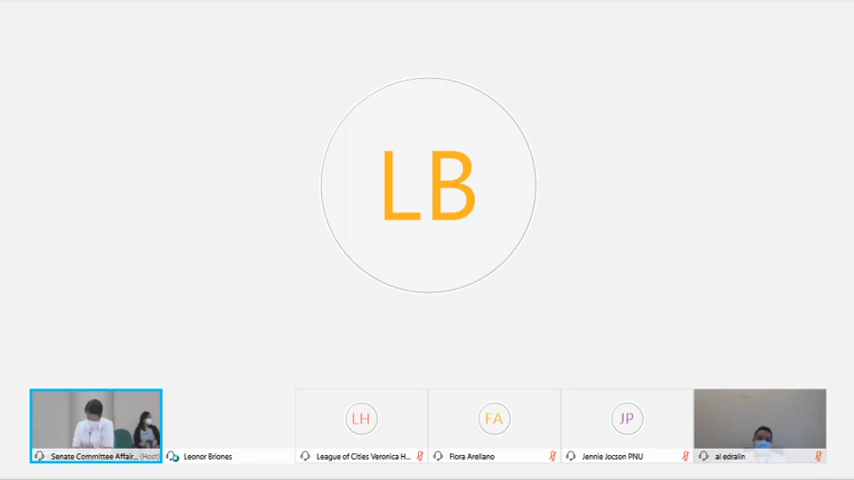 LB
LH
FA
JP
Senate Committee Affair... (Host)
Leonor Briones
League of Cities Veronica H...
Fiora Arellano
Jennie Jocson PNU
al edralin